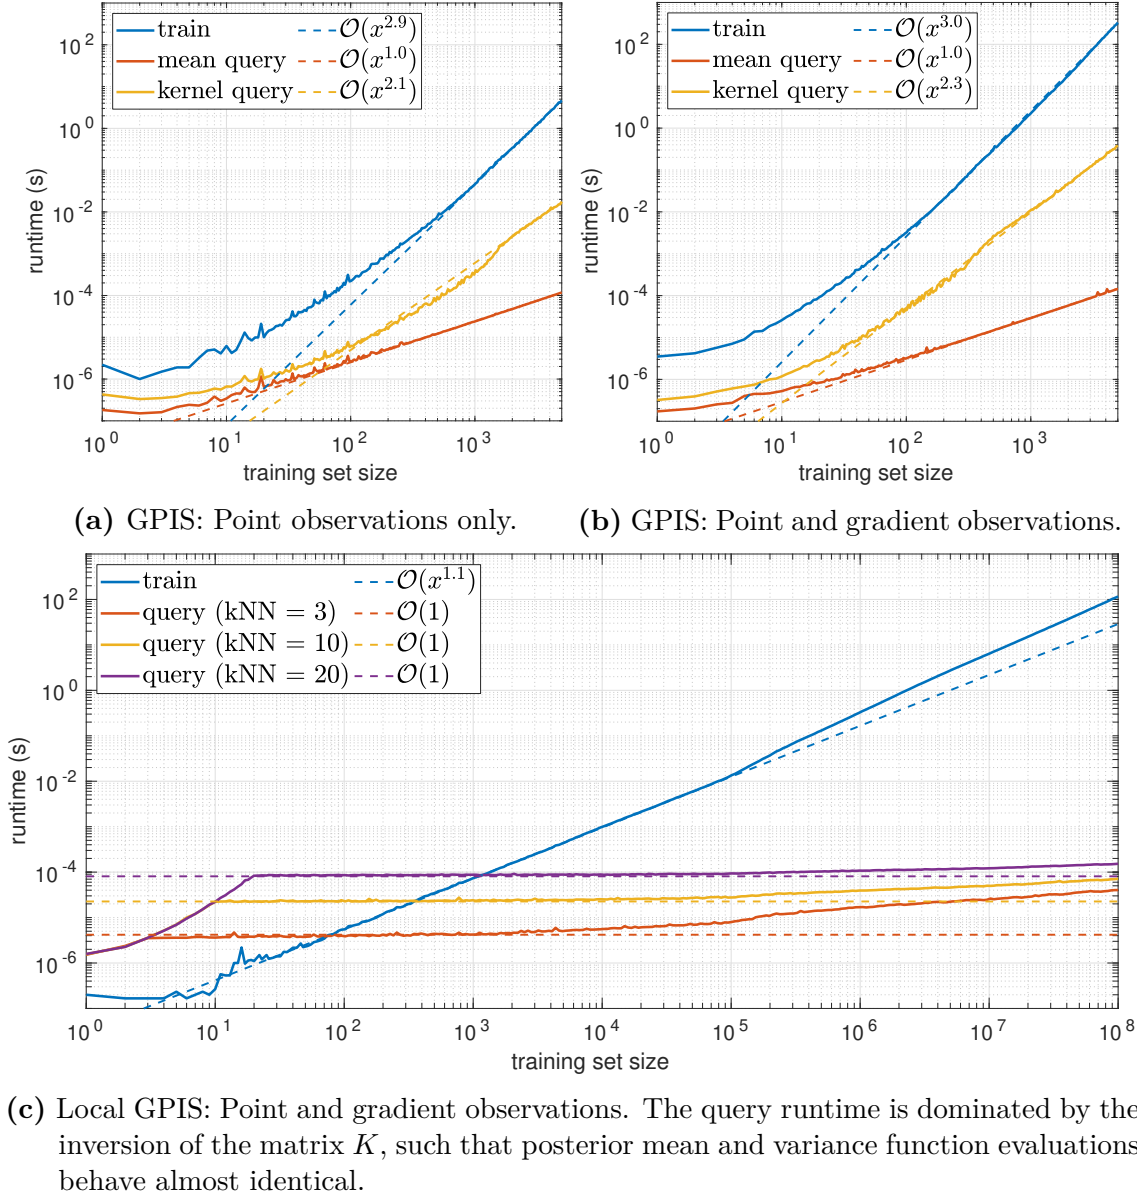 train
mean query
kernel query
O(x^2.9)
O(x^1.0)
O(x^2.1)
10^2
10^0
10^-2
10^-4
10^-6
runtime (s)
10^0 10^1 10^2 10^3
training set size
(a) GPIS: Point observations only.
train
mean query
kernel query
O(x^3.0)
O(x^1.0)
O(x^2.3)
10^2
10^0
10^-2
10^-4
10^-6
runtime (s)
10^0 10^1 10^2 10^3
training set size
(b) GPIS: Point and gradient observations.
train
query (kNN = 3)
query (kNN = 10)
query (kNN = 20)
O(x^1.1)
O(1)
O(1)
O(1)
10^2
10^0
10^-2
10^-4
10^-6
runtime (s)
10^0 10^1 10^2 10^3 10^4 10^5 10^6 10^7 10^8
training set size
(c) Local GPIS: Point and gradient observations. The query runtime is dominated by the
inversion of the matrix K, such that posterior mean and variance function evaluations
behave almost identical.